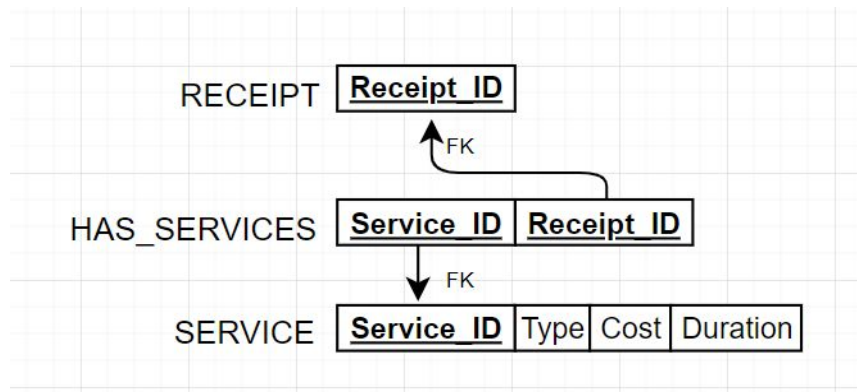 RECEIPT Receipt_ID
FK
HAS_SERVICES Service_ID Receipt_ID
FK
SERVICE Service_ID Type Cost Duration